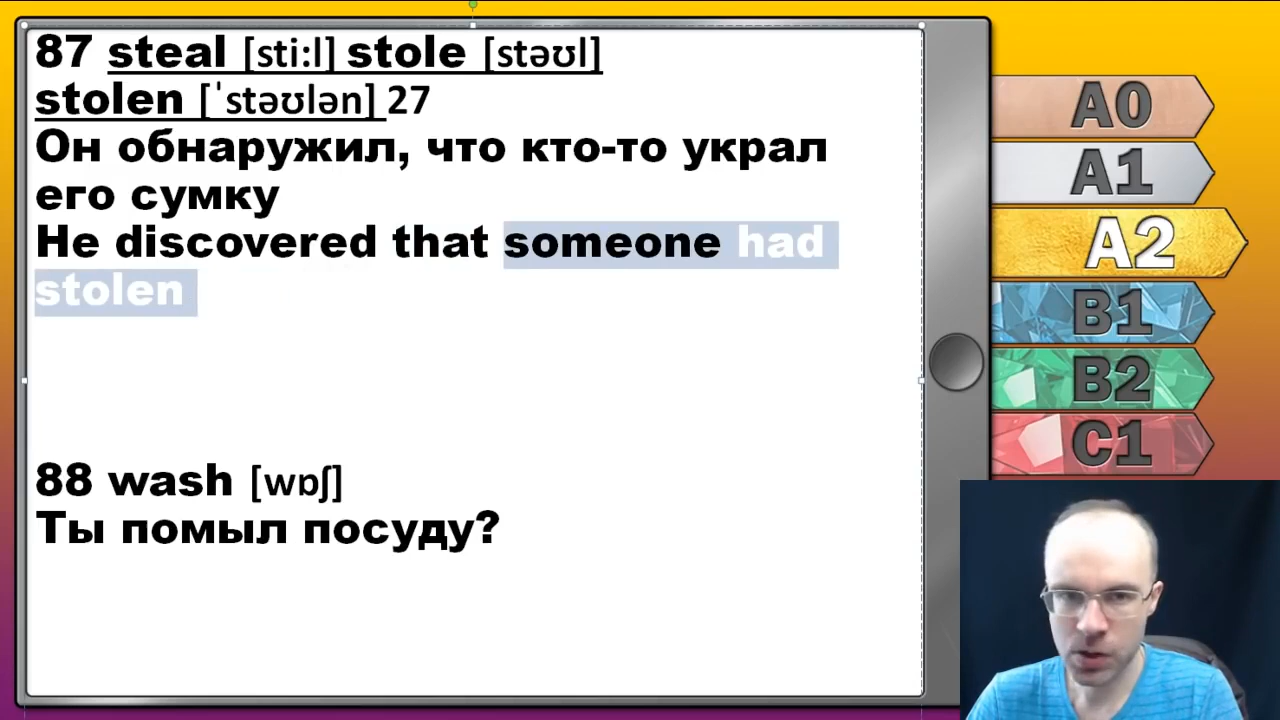 87 steal [sti:l] stole [stəʊl]
stolen [ˈstəʊlən] 27
Он обнаружил, что кто-то украл
его сумку
He discovered that someone had
stolen
88 wash [wɒʃ]
Ты помыл посуду?
A0
A1
A2
B1
B2
C1